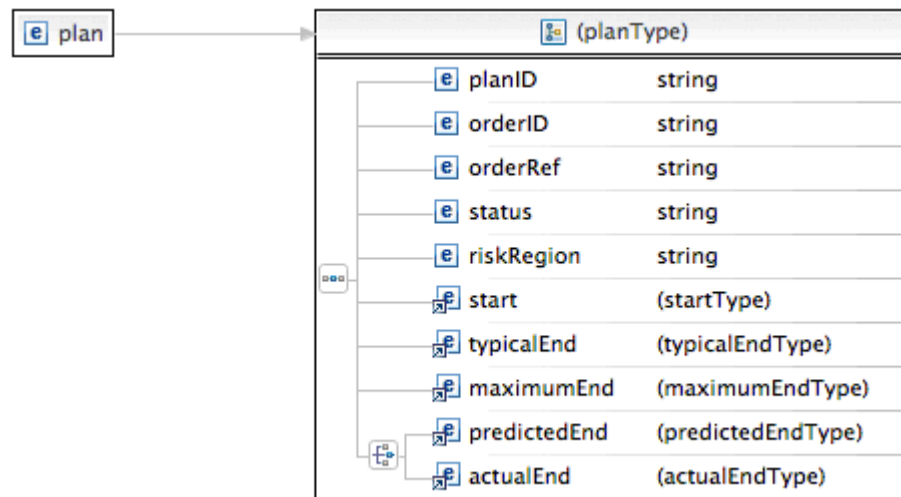 e plan
(planType)
e planID string
e orderID string
e orderRef string
e status string
e riskRegion string
e start (startType)
e typicalEnd (typicalEndType)
e maximumEnd (maximumEndType)
e predictedEnd (predictedEndType)
e actualEnd (actualEndType)